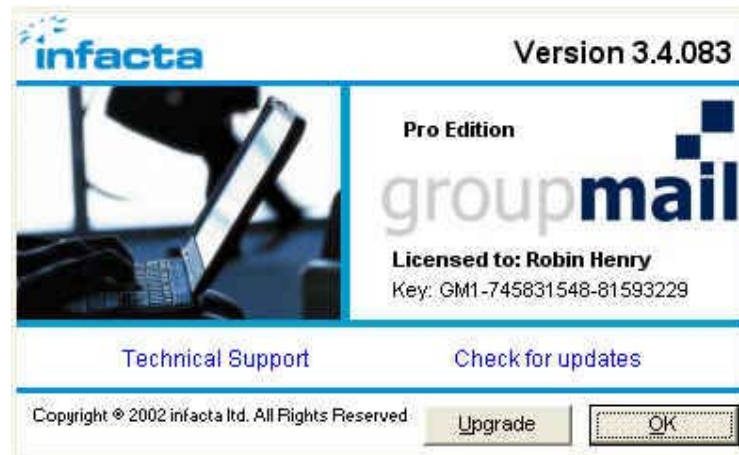 infacta
Version 3.4.083
Pro Edition
groupmail
Licensed to: Robin Henry
Key: GM1-745831548-81593229
Technical Support
Check for updates
Copyright ® 2002 infacta ltd. All Rights Reserved
Upgrade
OK